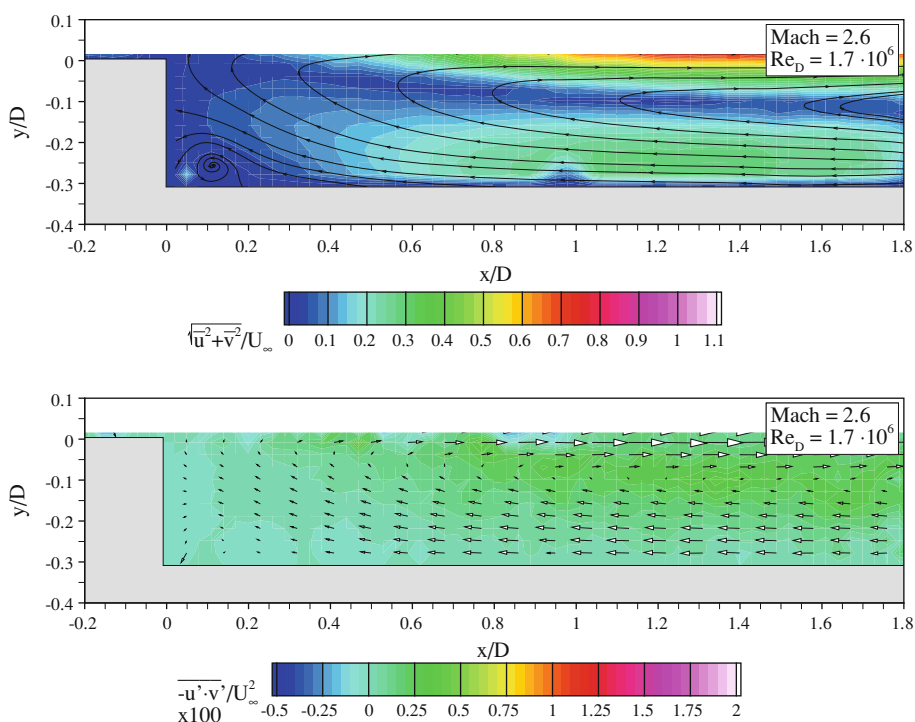 0.1
0
-0.1
-0.2
-0.3
-0.4
y/D
Mach = 2.6
Re_D = 1.7 ·10^6
-0.2 0 0.2 0.4 0.6 0.8 1 1.2 1.4 1.6 1.8
x/D
√u̅²+v̅²/U_∞
0 0.1 0.2 0.3 0.4 0.5 0.6 0.7 0.8 0.9 1 1.1
0.1
0
-0.1
-0.2
-0.3
-0.4
y/D
Mach = 2.6
Re_D = 1.7 ·10^6
-0.2 0 0.2 0.4 0.6 0.8 1 1.2 1.4 1.6 1.8
x/D
-u’·v’/U²_∞
x100
-0.5 -0.25 0 0.25 0.5 0.75 1 1.25 1.5 1.75 2